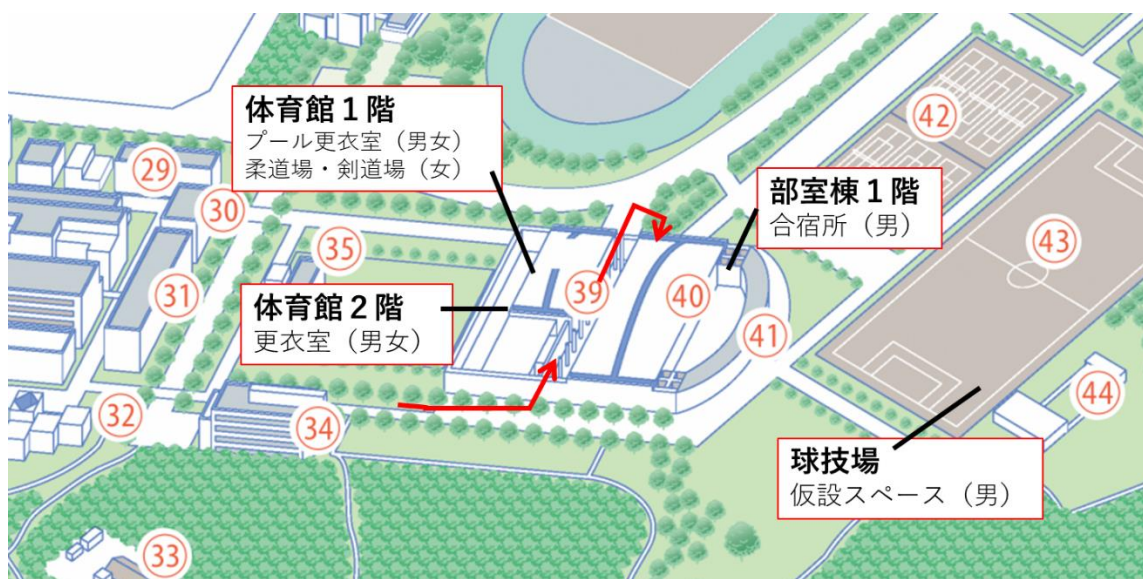 体育館１階
プール更衣室（男女）
柔道場・剣道場（女）
部室棟１階
合宿所（男）
体育館２階
更衣室（男女）
球技場
仮設スペース（男）
29
30
31
32
33
34
35
39
40
41
42
43
44